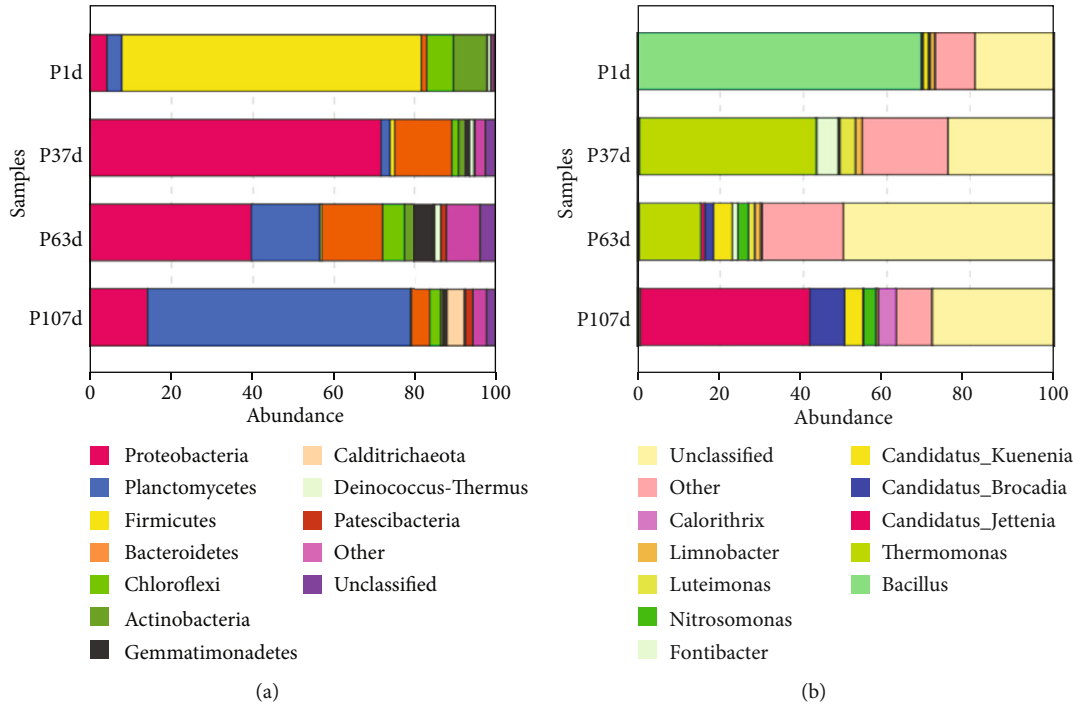 P1d
P37d
P63d
P107d
Samples
0 20 40 60 80 100
Abundance
Proteobacteria
Planctomycetes
Firmicutes
Bacteroidetes
Chloroflexi
Actinobacteria
Gemmatimonadetes
Calditrichaeota
Deinococcus-Thermus
Patescibacteria
Other
Unclassified
(a)
P1d
P37d
P63d
P107d
Samples
0 20 40 60 80 100
Abundance
Unclassified
Other
Calorithrix
Limnobacter
Luteimonas
Nitrosomonas
Fontibacter
Candidatus_Kuenenia
Candidatus_Brocadia
Candidatus_Jettenia
Thermomonas
Bacillus
(b)